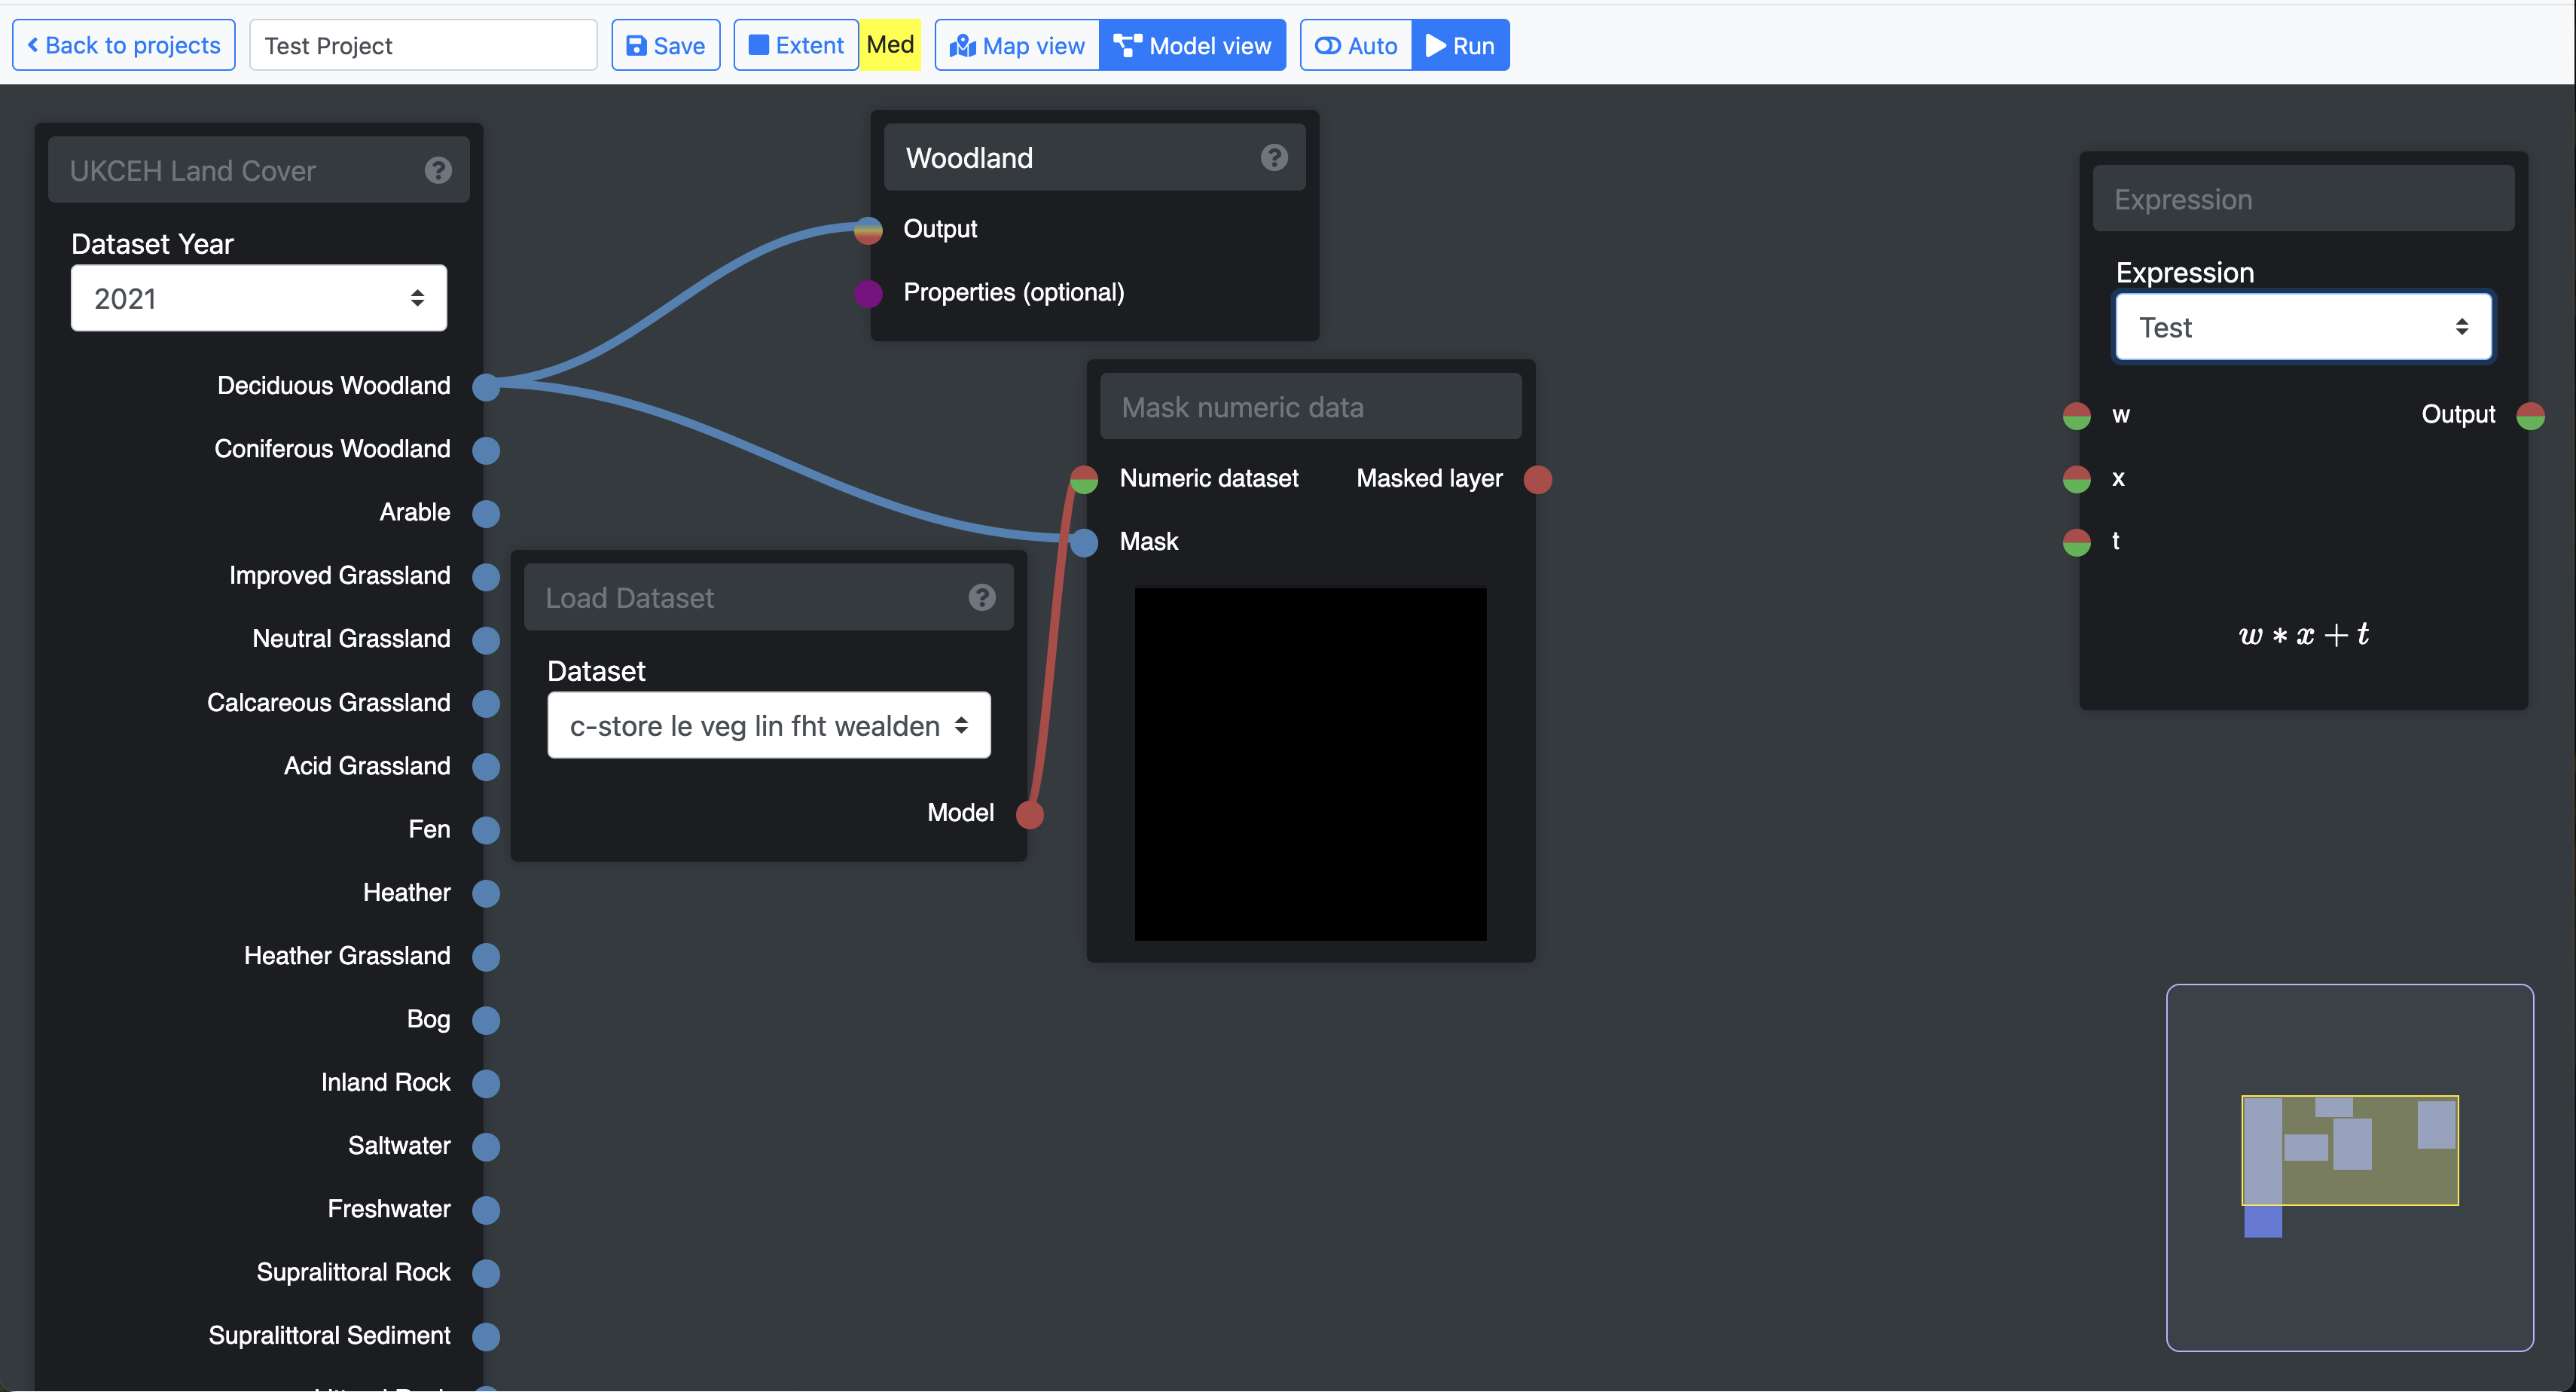 Back to projects
Test Project
Save
Extent
Med
Map view
Model view
Auto
Run
UKCEH Land Cover
Dataset Year
2021
Deciduous Woodland
Coniferous Woodland
Arable
Improved Grassland
Neutral Grassland
Calcareous Grassland
Acid Grassland
Fen
Heather
Heather Grassland
Bog
Inland Rock
Saltwater
Freshwater
Supralittoral Rock
Supralittoral Sediment
Woodland
Output
Properties (optional)
Load Dataset
Dataset
c-store le veg lin fht wealden
Model
Mask numeric data
Numeric dataset
Masked layer
Mask
Expression
Expression
Test
w
Output
x
t
w * x + t